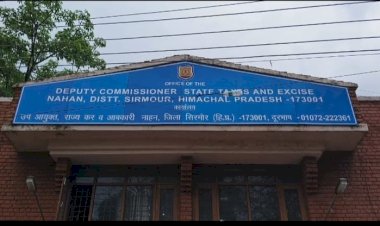 OFFICE OF THE
DEPUTY COMMISSIONER STATE TAXES AND EXCISE
NAHAN, DISTT. SIRMOUR, HIMACHAL PRADESH -173001
कार्यालय
उप आयुक्त, राज्य कर व आबकारी नाहन, जिला सिरमौर (हि.प्र.) -173001, दूरभाष - 01072-222361